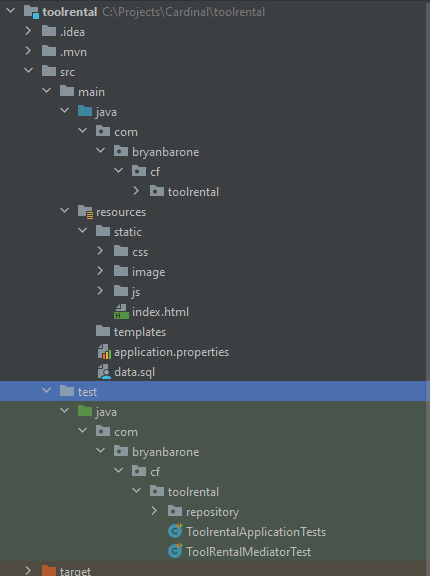 toolrental C:\Projects\Cardinal\toolrental
.idea
.mvn
src
main
java
com
bryanbarone
cf
toolrental
resources
static
css
image
js
index.html
templates
application.properties
data.sql
test
java
com
bryanbarone
cf
toolrental
repository
ToolrentalApplicationTests
ToolRentalMediatorTest
target